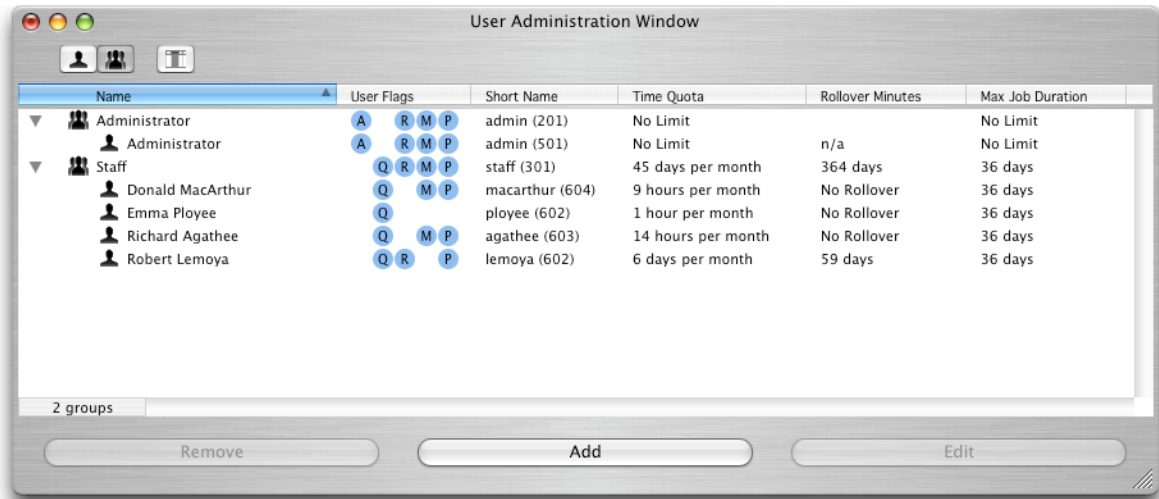 User Administration Window
Name User Flags Short Name Time Quota Rollover Minutes Max Job Duration
Administrator A R M P admin (201) No Limit No Limit
Administrator A R M P admin (501) No Limit n/a No Limit
Staff Q R M P staff (301) 45 days per month 364 days 36 days
Donald MacArthur Q M P macarthur (604) 9 hours per month No Rollover 36 days
Emma Ployee Q ployee (602) 1 hour per month No Rollover 36 days
Richard Agathee Q M P agathee (603) 14 hours per month No Rollover 36 days
Robert Lemoya Q R P lemoya (602) 6 days per month 59 days 36 days
2 groups
Remove Add Edit